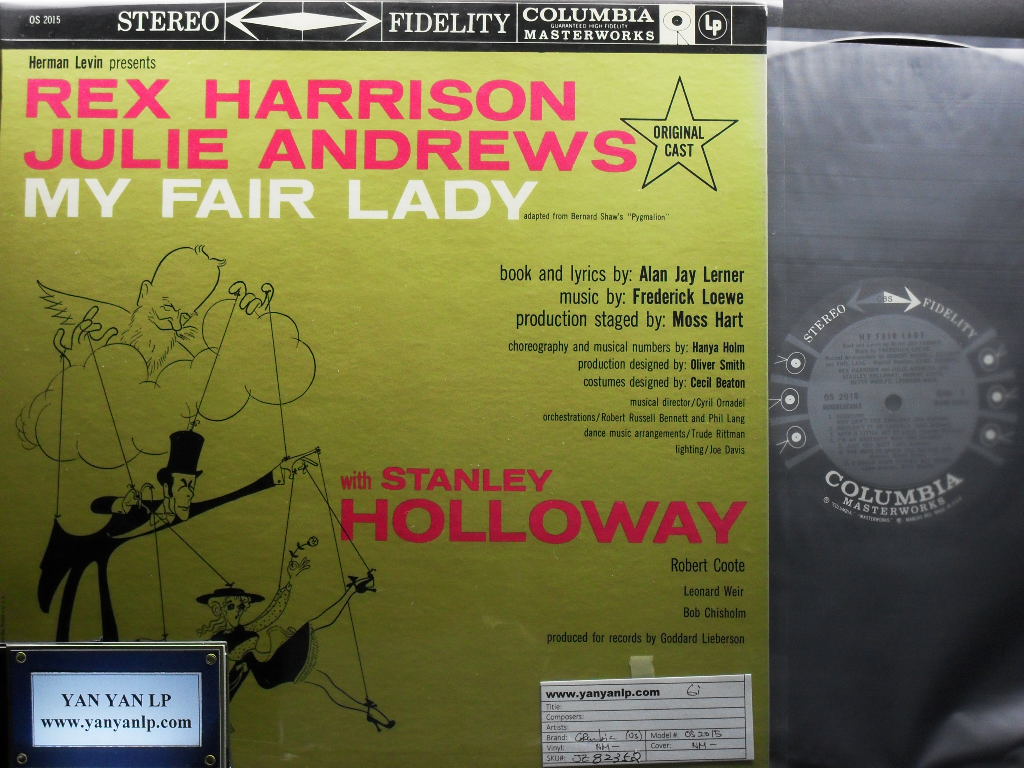 OS 2015
STEREO FIDELITY
COLUMBIA
GUARANTEED HIGH FIDELITY
MASTERWORKS
Lp
Herman Levin presents
REX HARRISON
JULIE ANDREWS
MY FAIR LADY
ORIGINAL
CAST
adapted from Bernard Shaw's "Pygmalion"
book and lyrics by: Alan Jay Lerner
music by: Frederick Loewe
production staged by: Moss Hart
choreography and musical numbers by: Hanya Holm
production designed by: Oliver Smith
costumes designed by: Cecil Beaton
musical director/Cyril Ornadel
orchestrations/Robert Russell Bennett and Phil Lang
dance music arrangements/Trude Rittman
lighting/Joe Davis
with STANLEY
HOLLOWAY
Robert Coote
Leonard Weir
Bob Chisholm
produced for records by Goddard Lieberson
YAN YAN LP
www.yanyanlp.com
www.yanyanlp.com
Title:
Composers:
Artists:
Brand: Columbia (OS) Model# OS 2015
Vinyl: NM- Cover: NM-
SKU#:
STEREO CBS FIDELITY
MY FAIR LADY
OS 2015
COLUMBIA
MASTERWORKS